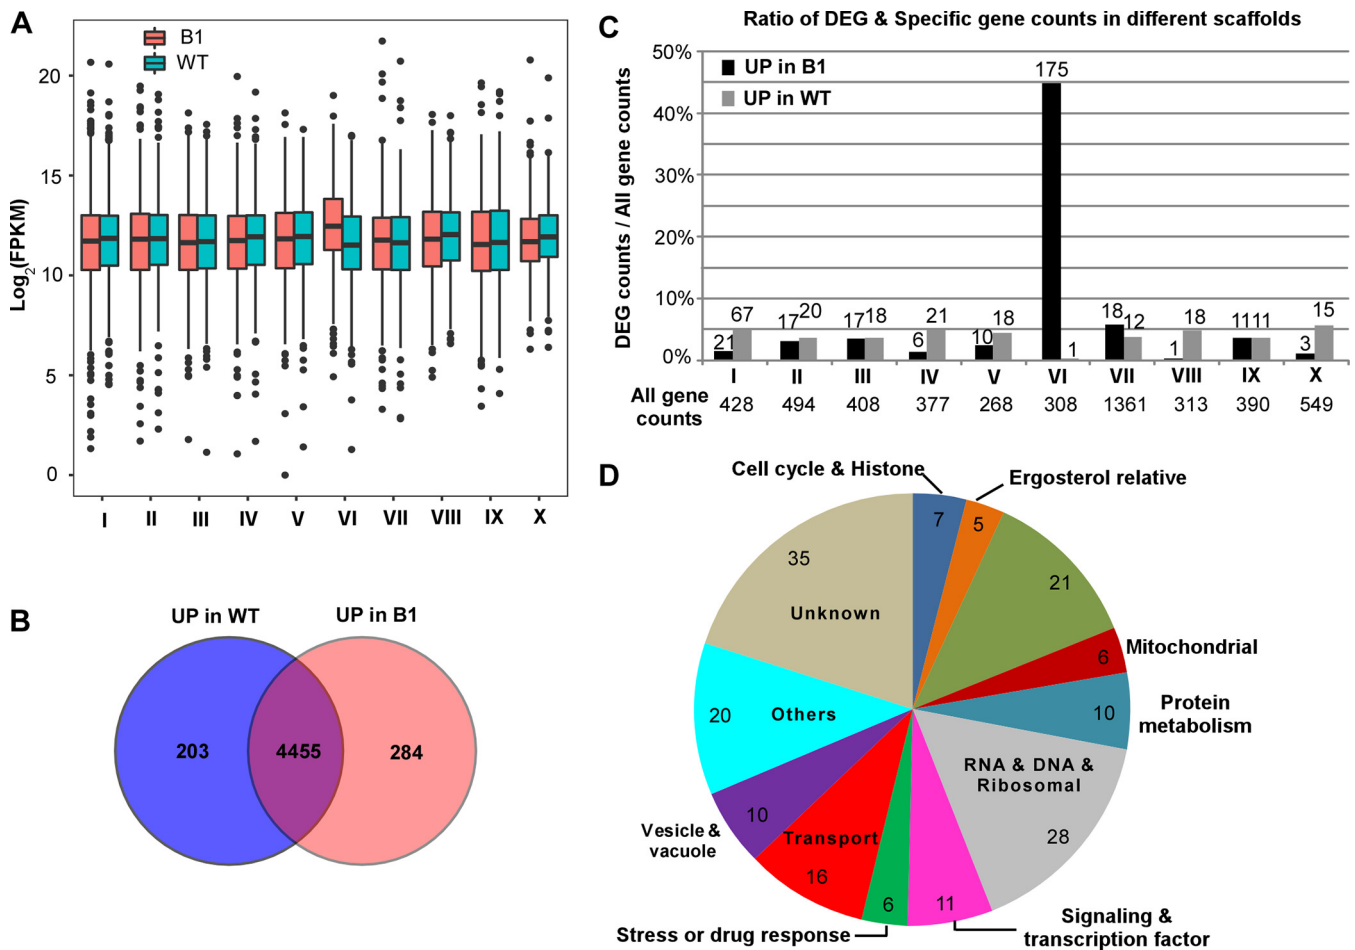 A
B1
WT
20
15
10
5
0
Log2(FPKM)
I II III IV V VI VII VIII IX X
B
UP in WT UP in B1
203 4455 284
C
Ratio of DEG & Specific gene counts in different scaffolds
UP in B1
UP in WT
50%
40%
30%
20%
10%
0%
DEG counts / All gene counts
21 67 17 20 17 18 6 21 10 18 175 1 18 12 1 18 11 11 3 15
I II III IV V VI VII VIII IX X
All gene
counts
428 494 408 377 268 308 1361 313 390 549
D
Cell cycle & Histone
7
Ergosterol relative
5
21
Mitochondrial
6
Protein
metabolism
10
RNA & DNA &
Ribosomal
28
Signaling &
transcription factor
11
Stress or drug response
6
Transport
16
Vesicle &
vacuole
10
Others
20
Unknown
35